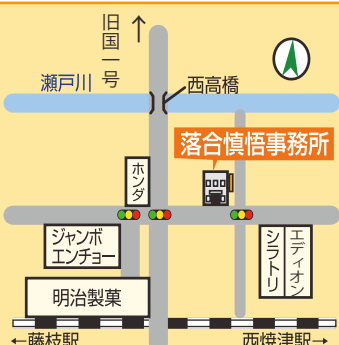 旧国一号
瀬戸川
西高橋
落合慎悟事務所
ホンダ
ジャンボ
エンチョー
エディオン
シラトリ
明治製菓
←藤枝駅
西焼津駅→